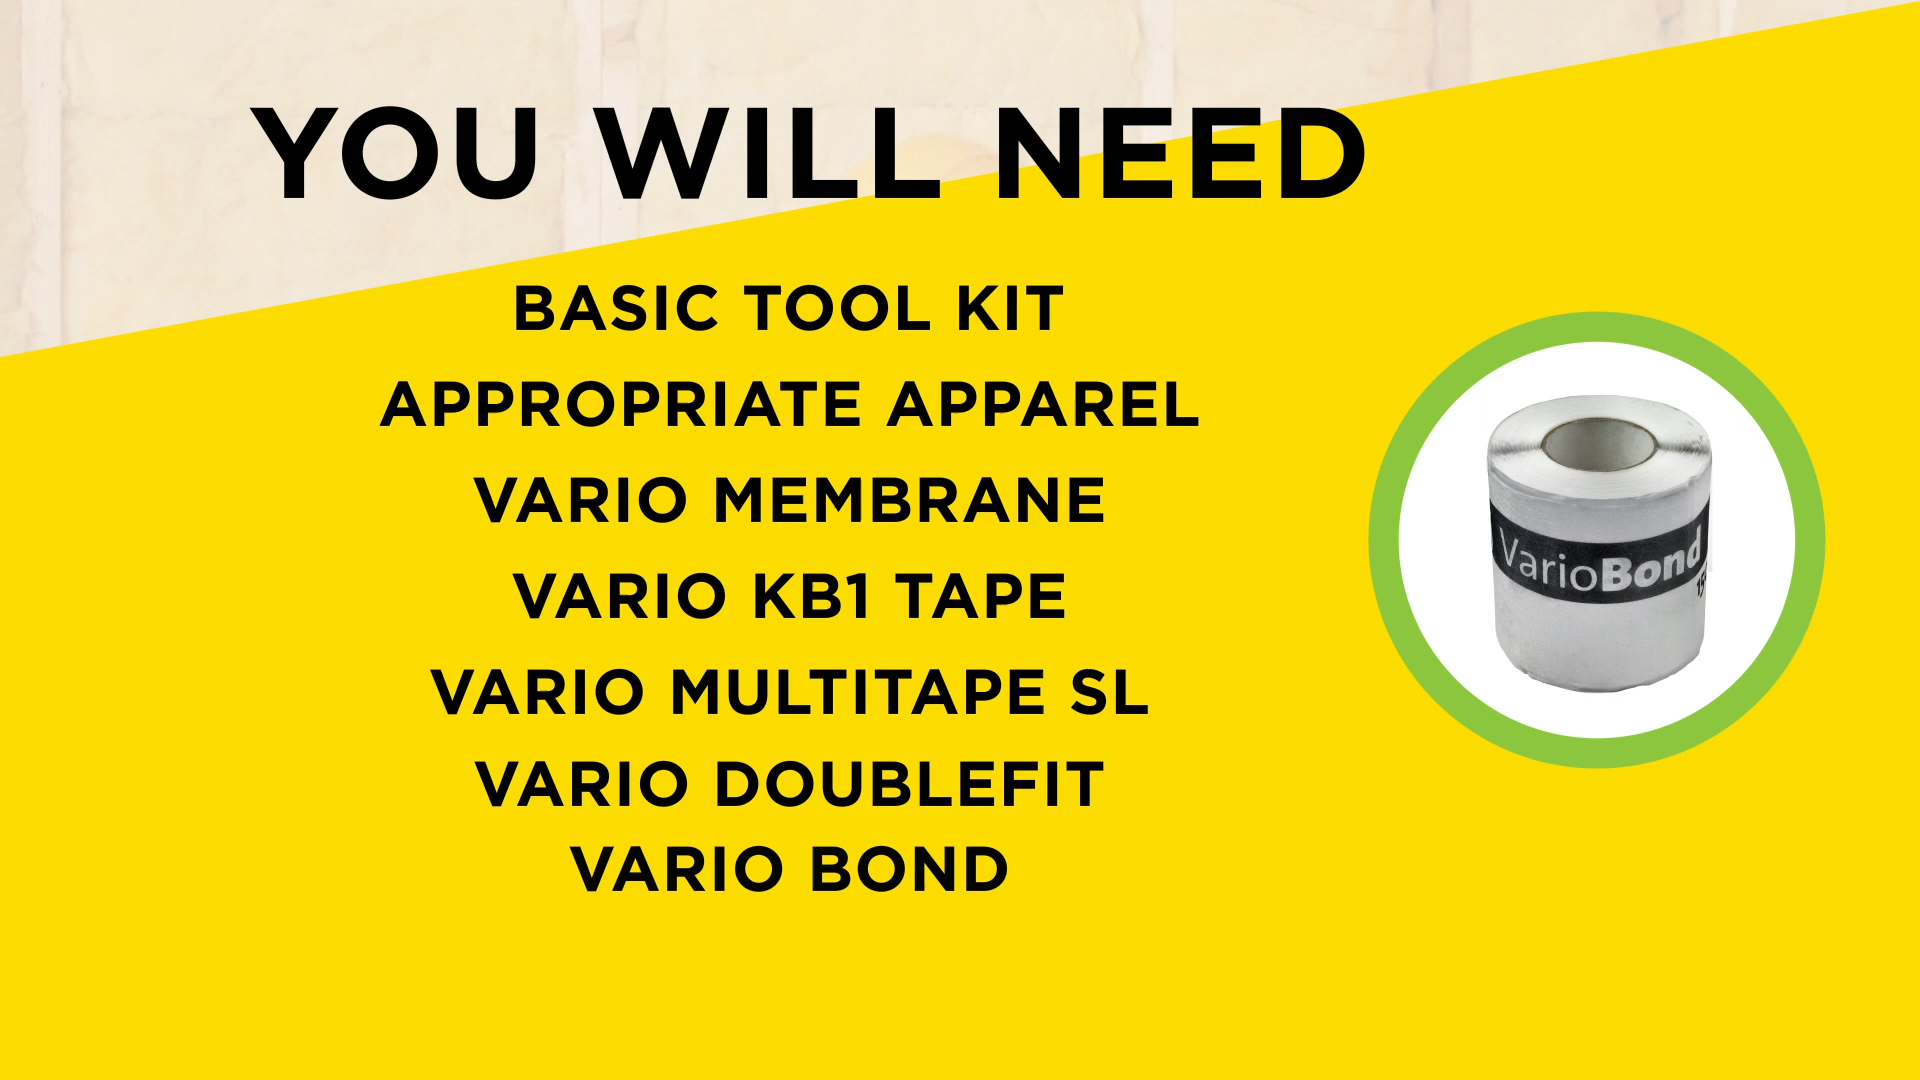 YOU WILL NEED
BASIC TOOL KIT
APPROPRIATE APPAREL
VARIO MEMBRANE
VARIO KB1 TAPE
VARIO MULTITAPE SL
VARIO DOUBLEFIT
VARIO BOND
VarioBond